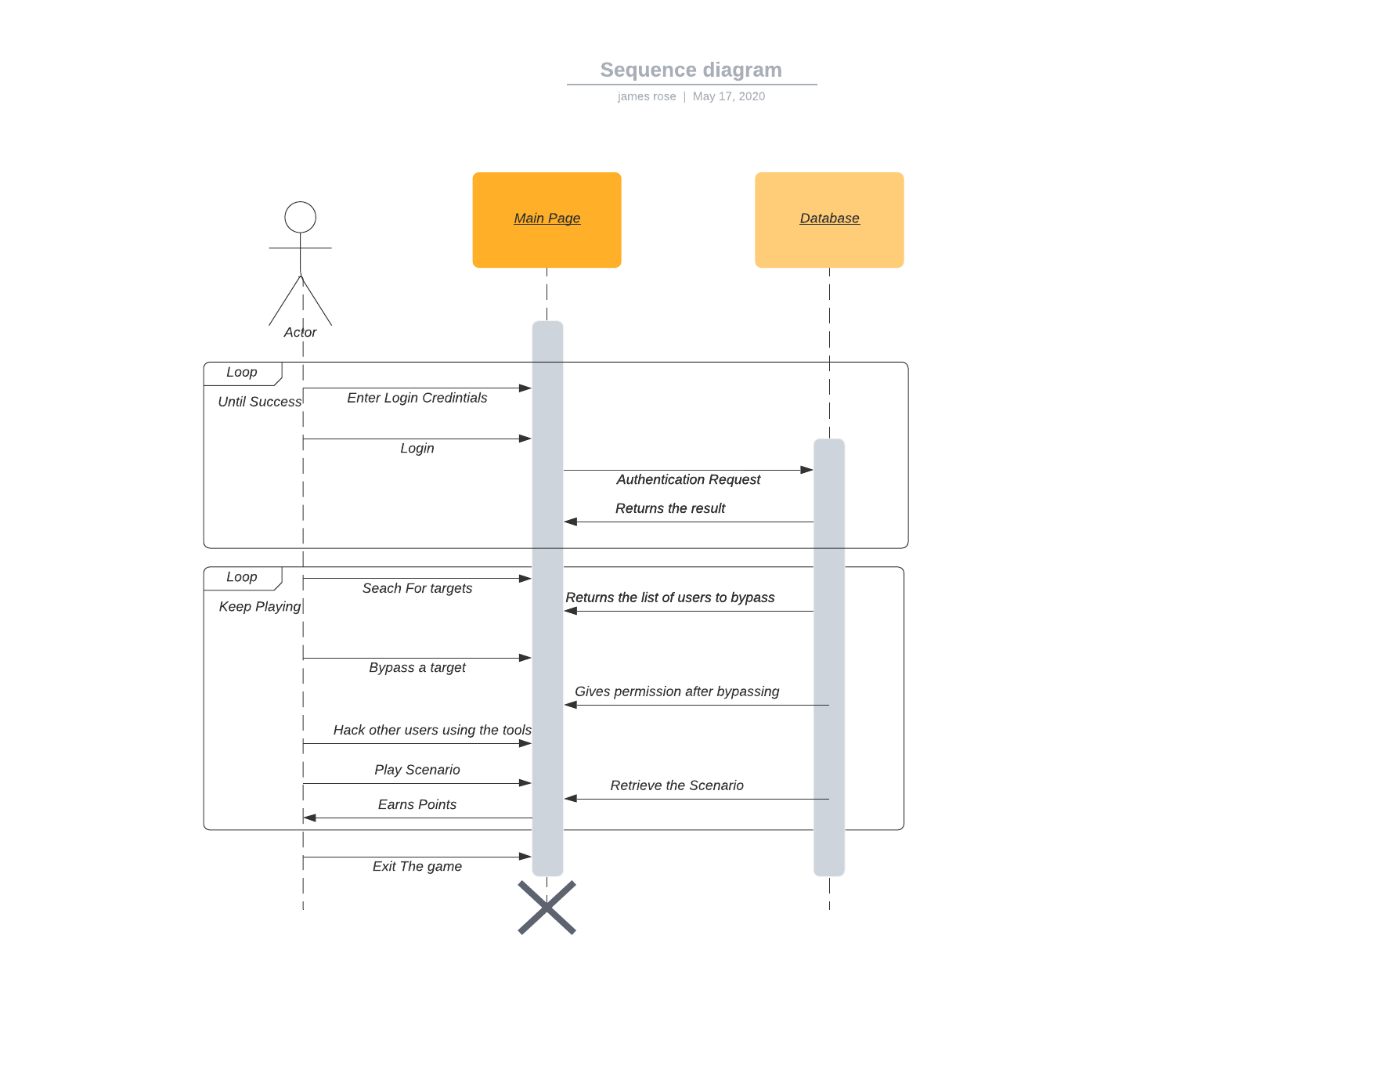 Sequence diagram
james rose | May 17, 2020
Main Page
Database
Actor
Loop
Until Success
Enter Login Credintials
Login
Authentication Request
Returns the result
Loop
Keep Playing
Seach For targets
Returns the list of users to bypass
Bypass a target
Gives permission after bypassing
Hack other users using the tools
Play Scenario
Retrieve the Scenario
Earns Points
Exit The game